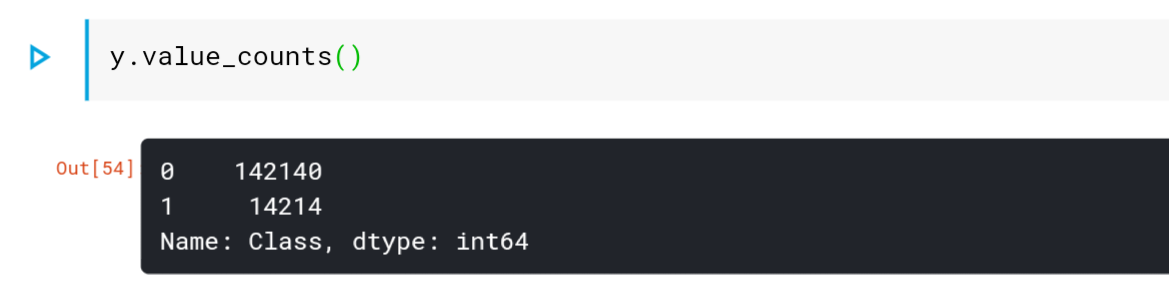 y.value_counts()
Out[54]
0    142140
1     14214
Name: Class, dtype: int64